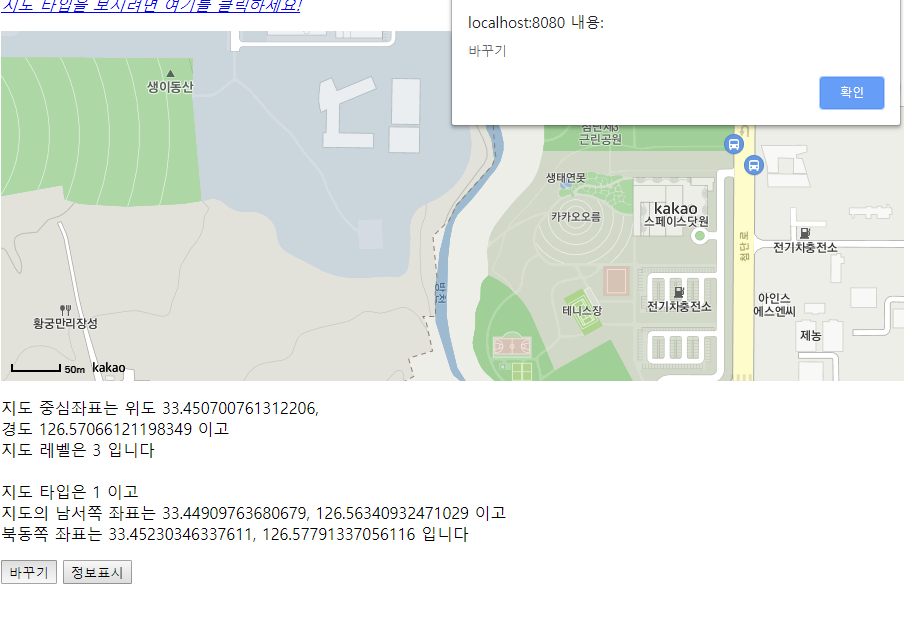 지도 타입을 보시려면 여기를 클릭하세요!
localhost:8080 내용:
바꾸기
확인
생이동산
첨단제3
근린공원
생태연못
카카오오름
kakao
스페이스닷원
첨단로
전기차충전소
방천
전기차충전소
아인스
에스엔씨
테니스장
제농
황궁만리장성
50m kakao
지도 중심좌표는 위도 33.450700761312206,
경도 126.57066121198349 이고
지도 레벨은 3 입니다
지도 타입은 1 이고
지도의 남서쪽 좌표는 33.44909763680679, 126.56340932471029 이고
북동쪽 좌표는 33.45230346337611, 126.57791337056116 입니다
바꾸기 정보표시